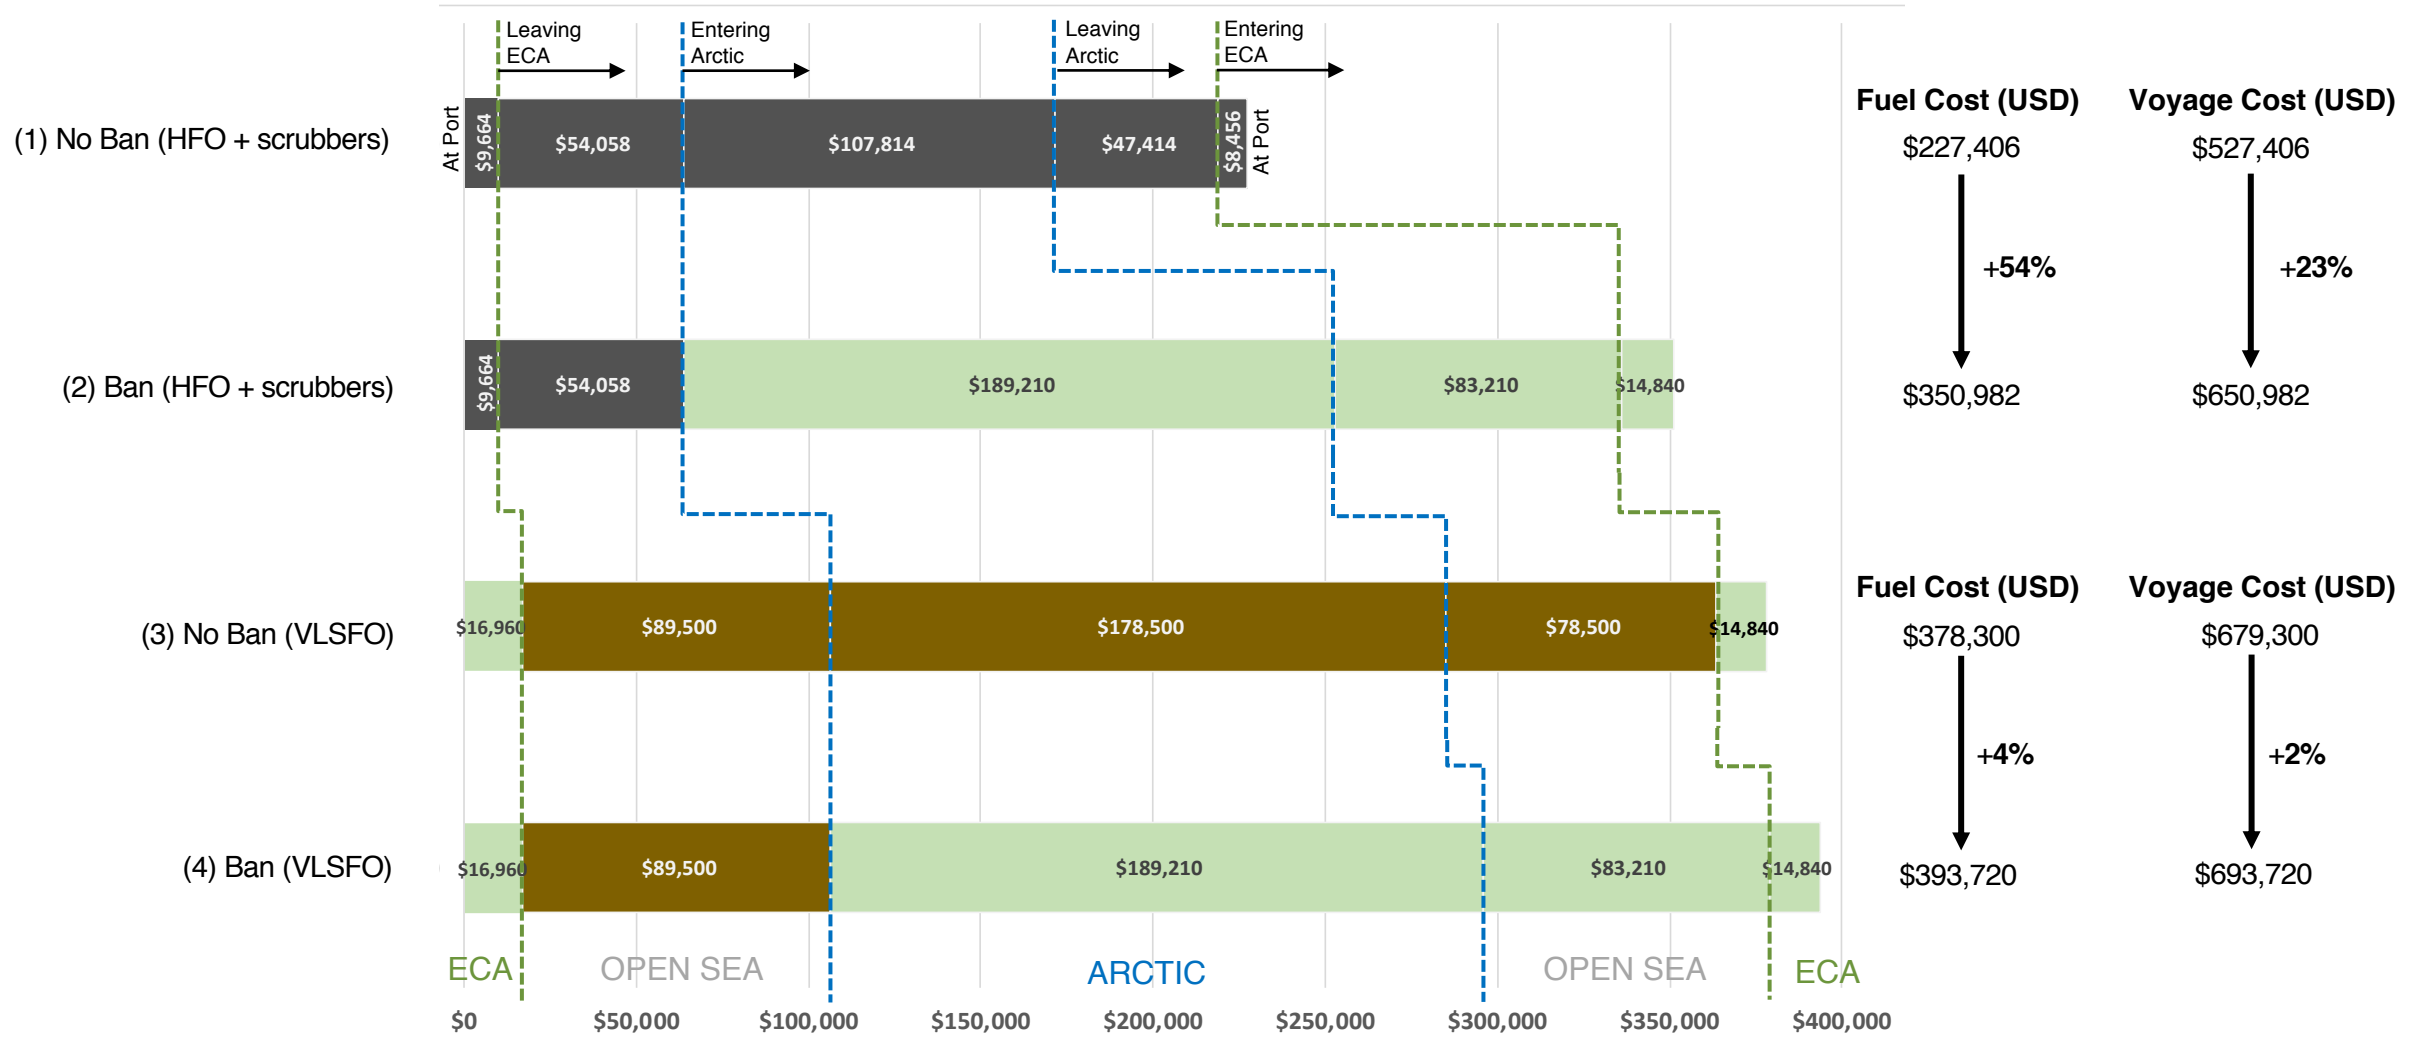 Leaving
ECA
Entering
Arctic
Leaving
Arctic
Entering
ECA
Fuel Cost (USD) Voyage Cost (USD)
(1) No Ban (HFO + scrubbers)
At Port
$9,664
$54,058
$107,814
$47,414
$8,456
At Port
$227,406
$527,406
+54%
+23%
(2) Ban (HFO + scrubbers)
$9,664
$54,058
$189,210
$83,210
$14,840
$350,982
$650,982
Fuel Cost (USD) Voyage Cost (USD)
(3) No Ban (VLSFO)
$16,960
$89,500
$178,500
$78,500
$14,840
$378,300
$679,300
+4%
+2%
(4) Ban (VLSFO)
$16,960
$89,500
$189,210
$83,210
$14,840
$393,720
$693,720
ECA
OPEN SEA
ARCTIC
OPEN SEA
ECA
$0 $50,000 $100,000 $150,000 $200,000 $250,000 $300,000 $350,000 $400,000